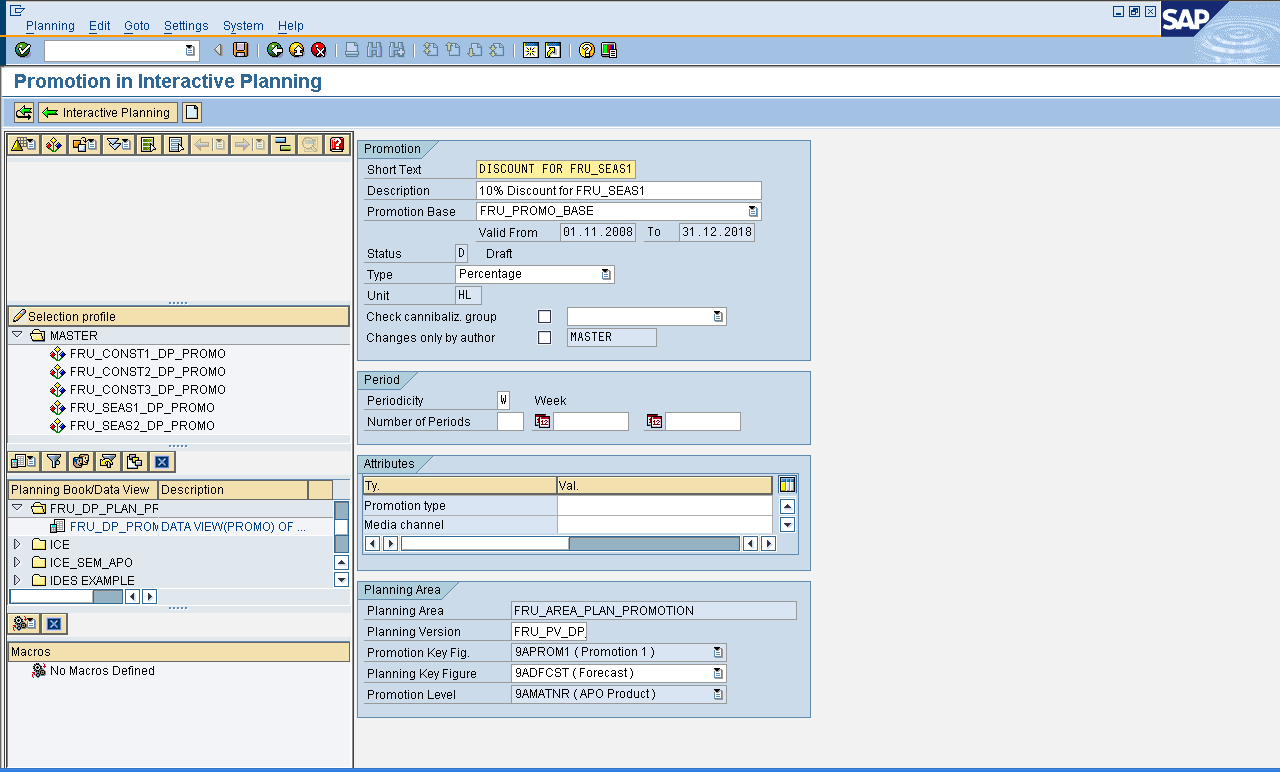 Planning Edit Goto Settings System Help
SAP
Promotion in Interactive Planning
Interactive Planning
Selection profile
MASTER
FRU_CONST1_DP_PROMO
FRU_CONST2_DP_PROMO
FRU_CONST3_DP_PROMO
FRU_SEAS1_DP_PROMO
FRU_SEAS2_DP_PROMO
Planning Book/Data View Description
FRU_DP_PLAN_PF
FRU_DP_PROM DATA VIEW(PROMO) OF ...
ICE
ICE_SEM_APO
IDES EXAMPLE
Macros
No Macros Defined
Promotion
Short Text DISCOUNT FOR FRU_SEAS1
Description 10% Discount for FRU_SEAS1
Promotion Base FRU_PROMO_BASE
Valid From 01.11.2008 To 31.12.2018
Status D Draft
Type Percentage
Unit HL
Check cannibaliz. group
Changes only by author MASTER
Period
Periodicity W Week
Number of Periods
Attributes
Ty. Val.
Promotion type
Media channel
Planning Area
Planning Area FRU_AREA_PLAN_PROMOTION
Planning Version FRU_PV_DP
Promotion Key Fig. 9APROM1 ( Promotion 1 )
Planning Key Figure 9ADFCST ( Forecast )
Promotion Level 9AMATNR ( APO Product )